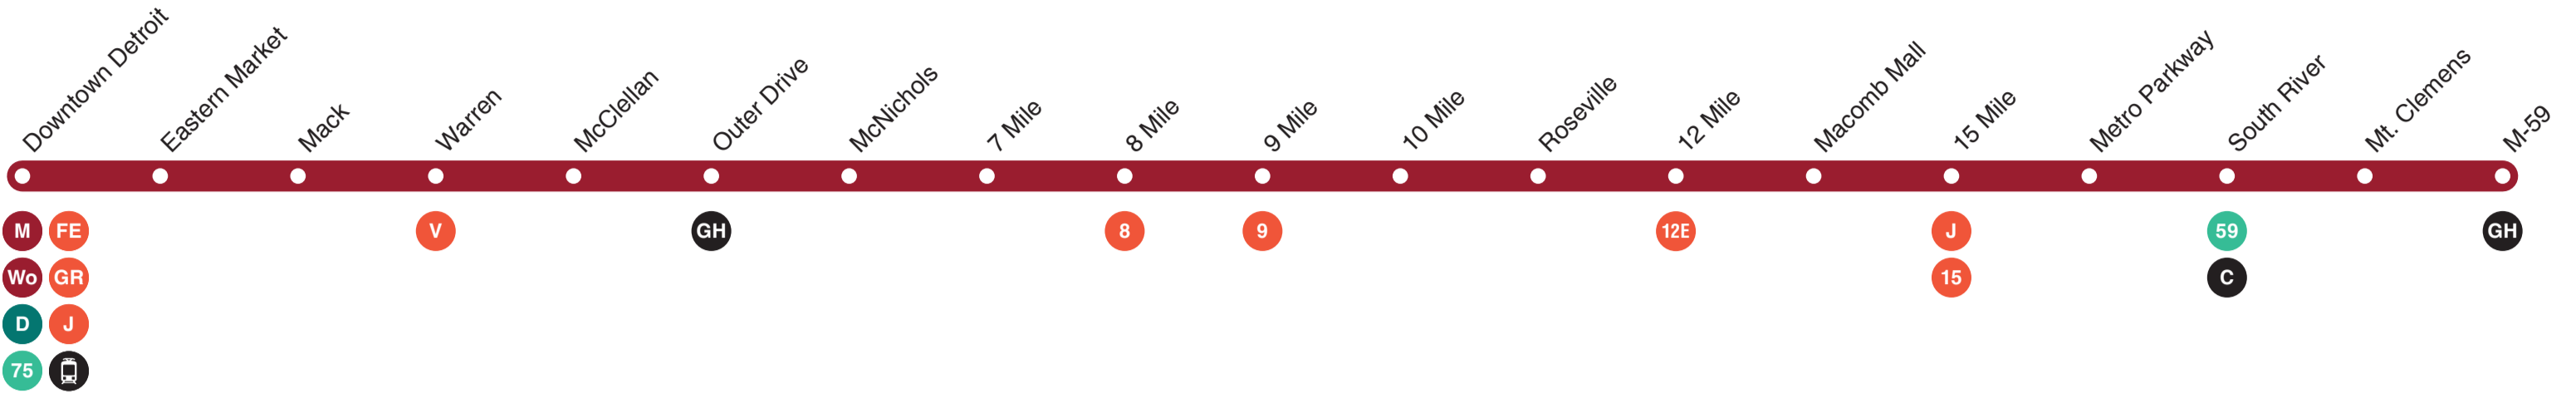 Downtown Detroit
Eastern Market
Mack
Warren
McClellan
Outer Drive
McNichols
7 Mile
8 Mile
9 Mile
10 Mile
Roseville
12 Mile
Macomb Mall
15 Mile
Metro Parkway
South River
Mt. Clemens
M-59
M FE V GH 8 9 12E J 59 GH
Wo GR 15 C
D J
75